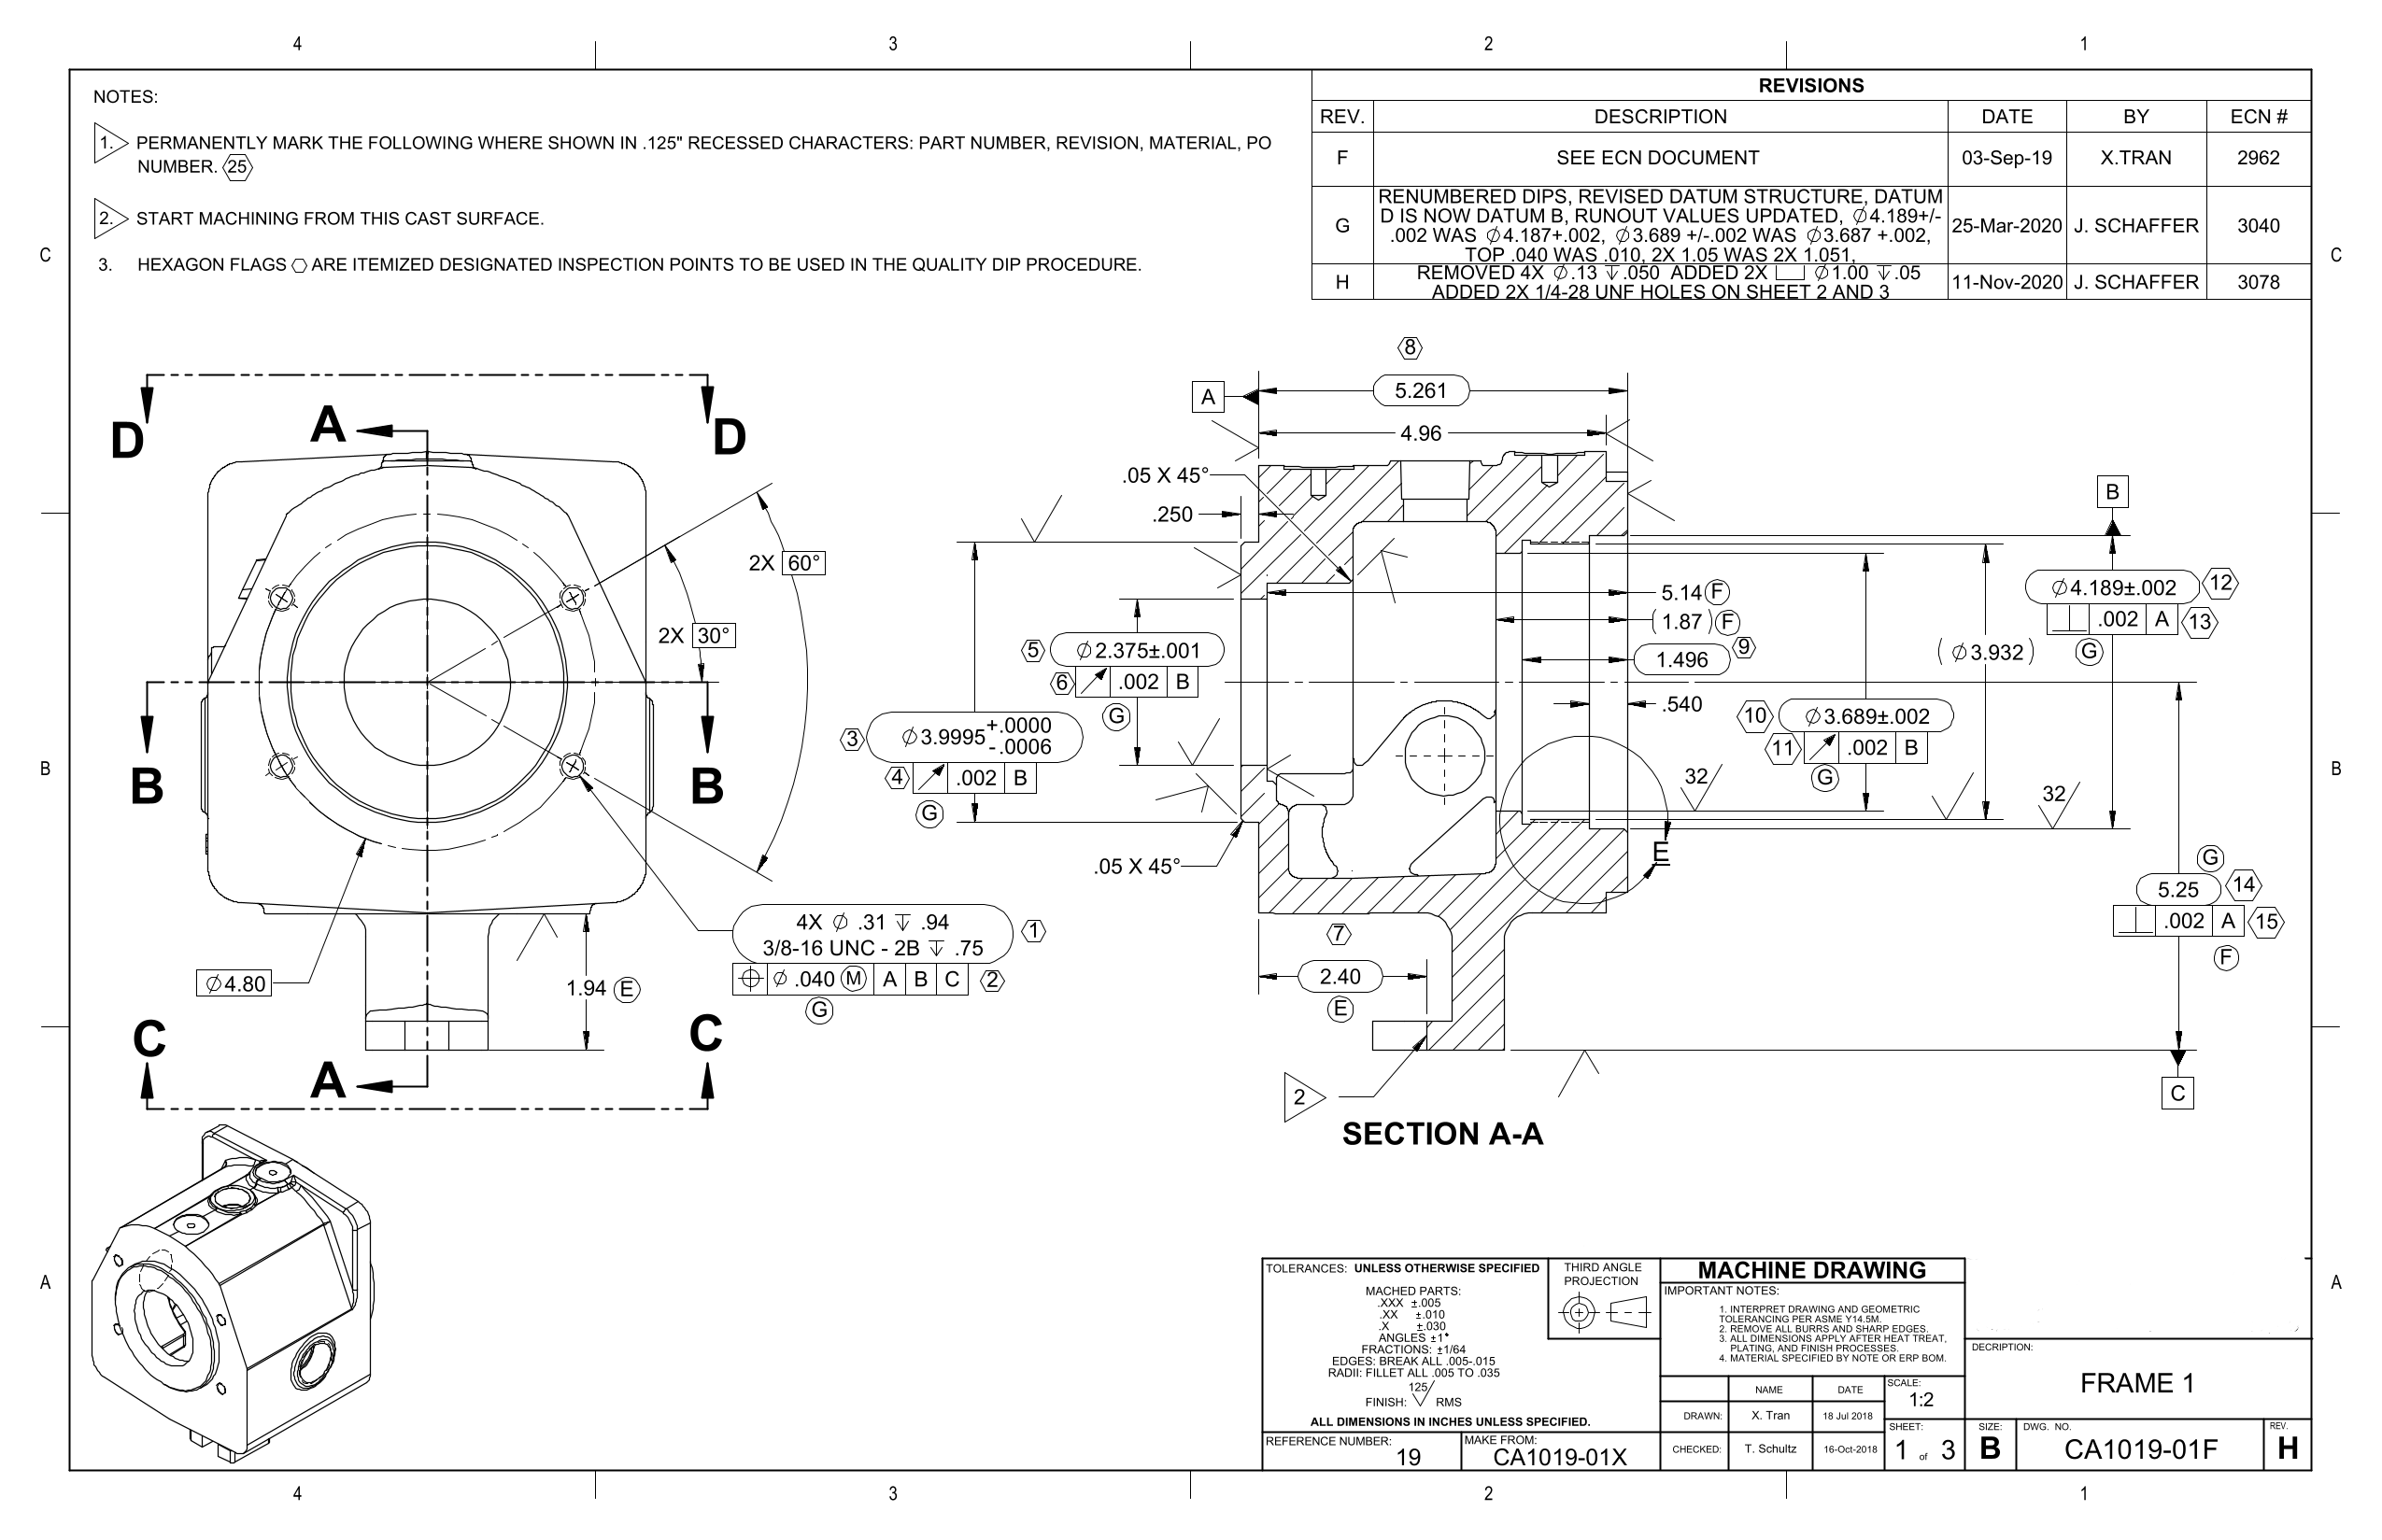 4 3 2 1
NOTES:
1. PERMANENTLY MARK THE FOLLOWING WHERE SHOWN IN .125" RECESSED CHARACTERS: PART NUMBER, REVISION, MATERIAL, PO
NUMBER. 25
2. START MACHINING FROM THIS CAST SURFACE.
3. HEXAGON FLAGS ⬡ ARE ITEMIZED DESIGNATED INSPECTION POINTS TO BE USED IN THE QUALITY DIP PROCEDURE.
REVISIONS
REV. DESCRIPTION DATE BY ECN #
F SEE ECN DOCUMENT 03-Sep-19 X.TRAN 2962
G RENUMBERED DIPS, REVISED DATUM STRUCTURE, DATUM
D IS NOW DATUM B, RUNOUT VALUES UPDATED, ⌀4.189+/-
.002 WAS ⌀4.187+.002, ⌀3.689 +/-.002 WAS ⌀3.687 +.002,
TOP .040 WAS .010, 2X 1.05 WAS 2X 1.051,
25-Mar-2020 J. SCHAFFER 3040
H REMOVED 4X ⌀.13 ↧.050 ADDED 2X ⌴ ⌀1.00 ↧.05
ADDED 2X 1/4-28 UNF HOLES ON SHEET 2 AND 3
11-Nov-2020 J. SCHAFFER 3078
C C
B B
A A
D D
A
2X 60°
2X 30°
B B
⌀4.80
1.94 E
4X ⌀ .31 ↧ .94
3/8-16 UNC - 2B ↧ .75
1
⌖ ⌀ .040 Ⓜ A B C 2
G
C C
A
8
5.261
A
4.96
.05 X 45°
.250
B
5.14 F
(1.87) F
9
1.496
.540
5 ⌀2.375±.001
6 ↗ .002 B
G
3 ⌀3.9995 +.0000
-.0006
4 ↗ .002 B
G
.05 X 45°
⌀4.189±.002 12
⟂ .002 A 13
G
(⌀3.932)
10 ⌀3.689±.002
11 ↗ .002 B
G
32
32
E
G
5.25 14
⟂ .002 A 15
F
7
2.40
E
2
C
SECTION A-A
TOLERANCES: UNLESS OTHERWISE SPECIFIED
MACHED PARTS:
.XXX ±.005
.XX ±.010
.X ±.030
ANGLES ±1°
FRACTIONS: ±1/64
EDGES: BREAK ALL .005-.015
RADII: FILLET ALL .005 TO .035
125
FINISH: √ RMS
ALL DIMENSIONS IN INCHES UNLESS SPECIFIED.
REFERENCE NUMBER:
19
MAKE FROM:
CA1019-01X
THIRD ANGLE
PROJECTION
MACHINE DRAWING
IMPORTANT NOTES:
1. INTERPRET DRAWING AND GEOMETRIC
TOLERANCING PER ASME Y14.5M.
2. REMOVE ALL BURRS AND SHARP EDGES.
3. ALL DIMENSIONS APPLY AFTER HEAT TREAT,
PLATING, AND FINISH PROCESSES.
4. MATERIAL SPECIFIED BY NOTE OR ERP BOM.
NAME DATE
DRAWN: X. Tran 18 Jul 2018
CHECKED: T. Schultz 16-Oct-2018
SCALE:
1:2
SHEET:
1 of 3
DECRIPTION:
FRAME 1
SIZE:
B
DWG. NO.
CA1019-01F
REV.
H
4 3 2 1